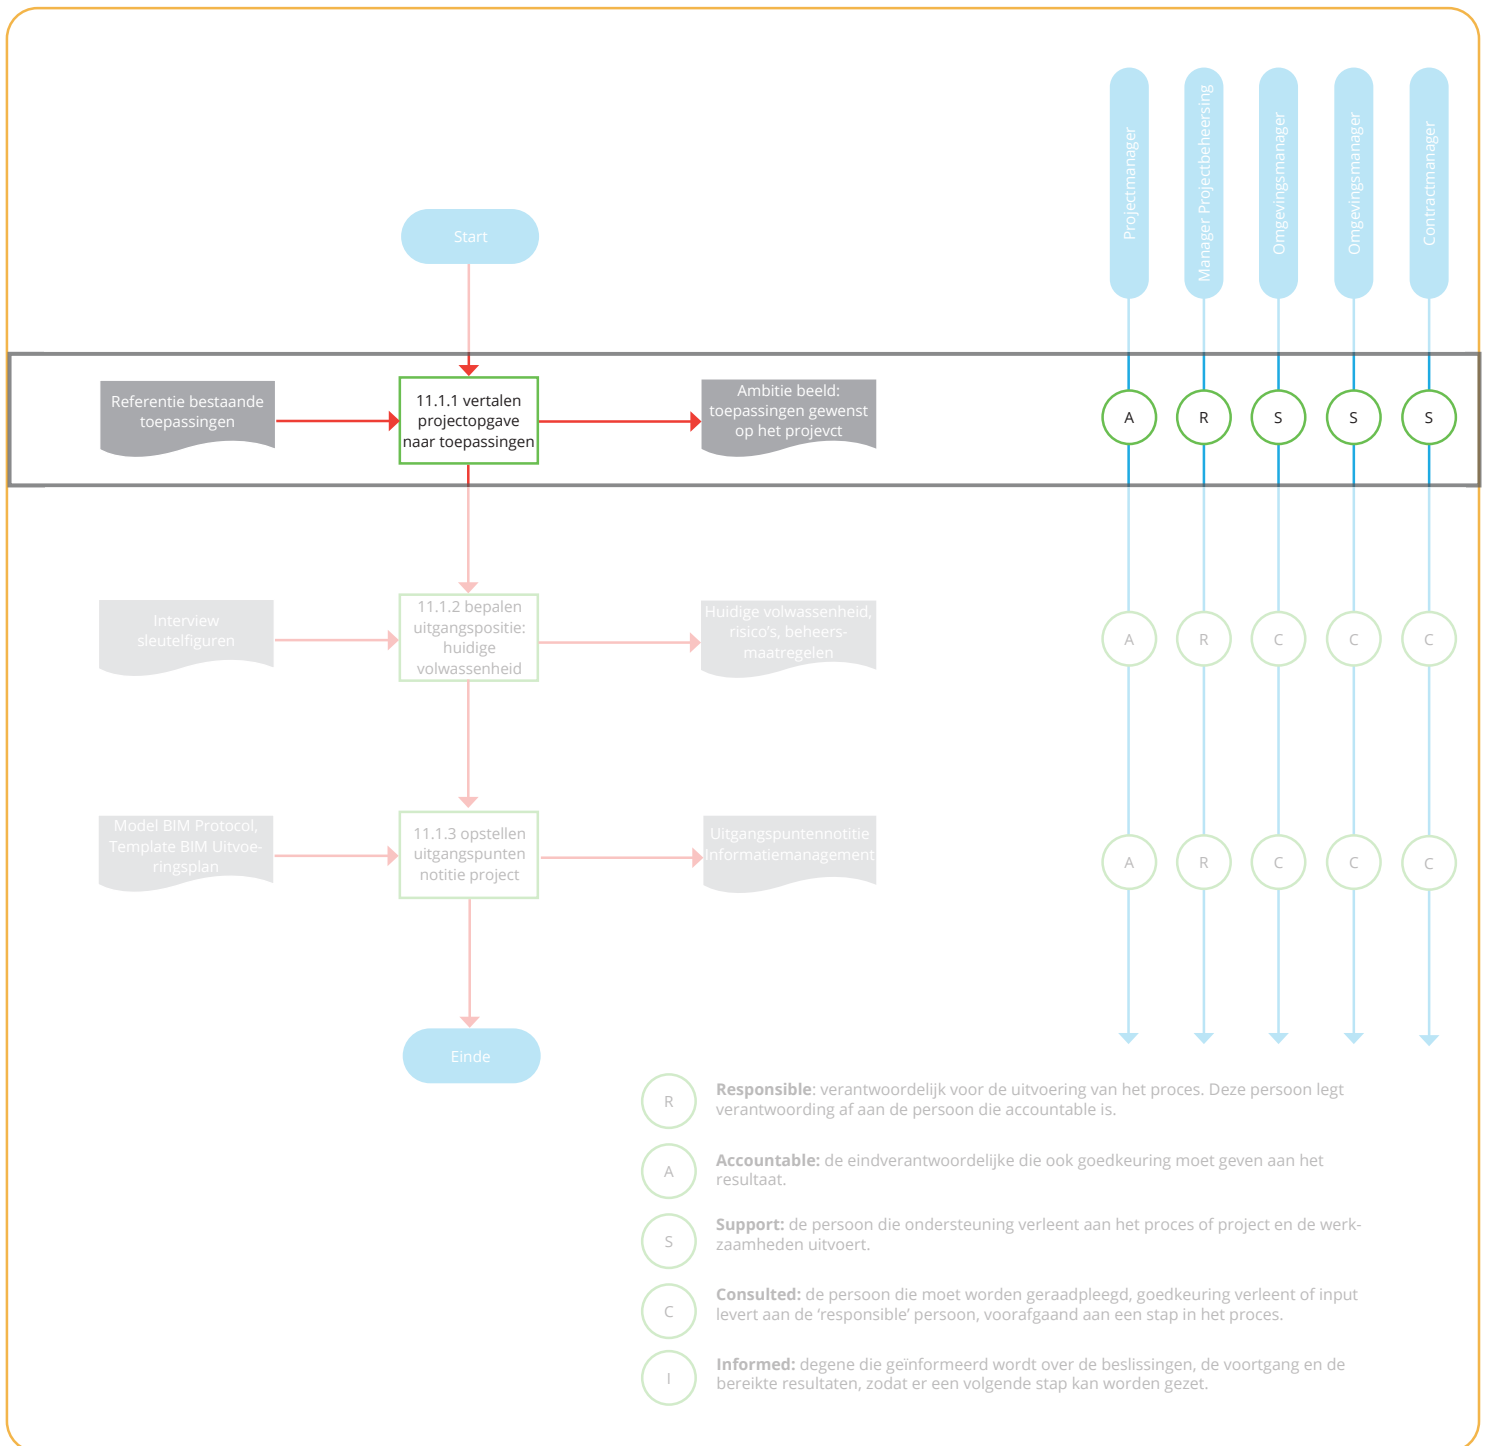 Projectmanager
Manager Projectbeheersing
Omgevingsmanager
Omgevingsmanager
Contractmanager
Start
Referentie bestaande
toepassingen
11.1.1 vertalen
projectopgave
naar toepassingen
Ambitie beeld:
toepassingen gewenst
op het projevct
A
R
S
S
S
Interview
sleutelfiguren
11.1.2 bepalen
uitgangspositie:
huidige
volwassenheid
Huidige volwassenheid,
risico's, beheers-
maatregelen
A
R
C
C
C
Model BIM Protocol,
Template BIM Uitvoe-
ringsplan
11.1.3 opstellen
uitgangspunten
notitie project
Uitgangspuntennotitie
Informatiemanagement
A
R
C
C
C
Einde
R
Responsible: verantwoordelijk voor de uitvoering van het proces. Deze persoon legt
verantwoording af aan de persoon die accountable is.
A
Accountable: de eindverantwoordelijke die ook goedkeuring moet geven aan het
resultaat.
S
Support: de persoon die ondersteuning verleent aan het proces of project en de werk-
zaamheden uitvoert.
C
Consulted: de persoon die moet worden geraadpleegd, goedkeuring verleent of input
levert aan de ‘responsible’ persoon, voorafgaand aan een stap in het proces.
I
Informed: degene die geïnformeerd wordt over de beslissingen, de voortgang en de
bereikte resultaten, zodat er een volgende stap kan worden gezet.